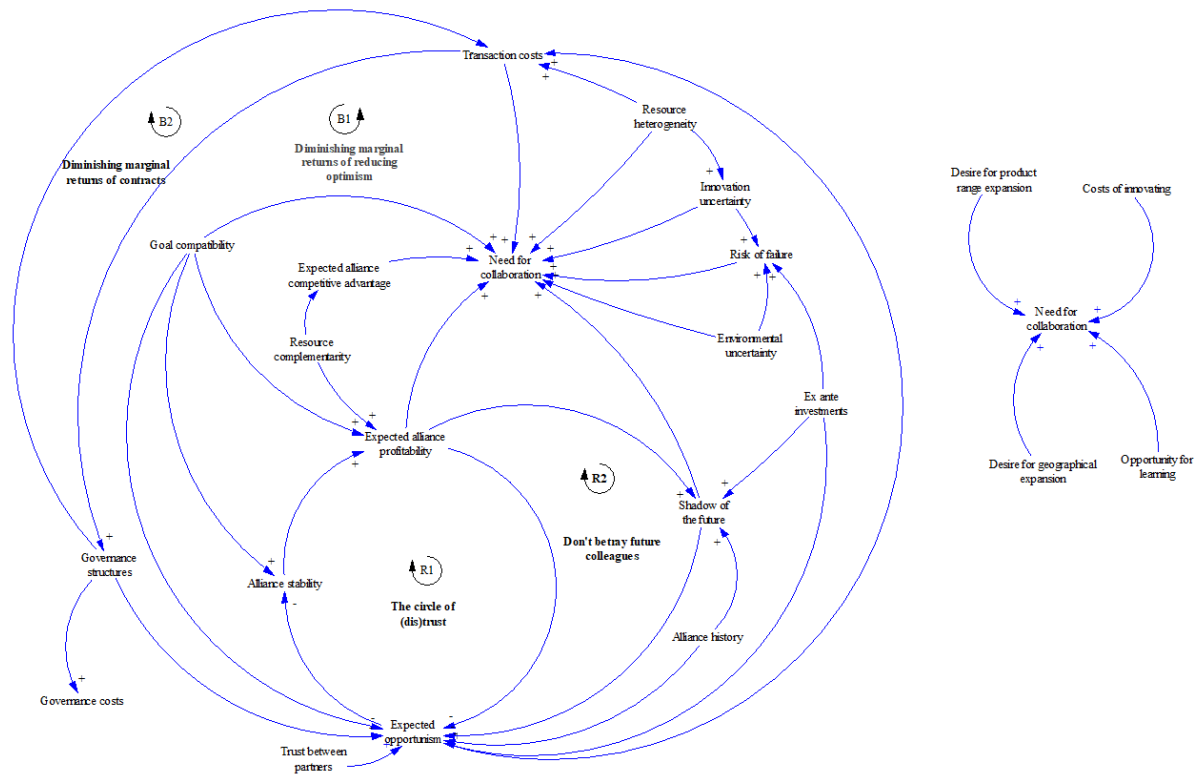 Transaction costs
Resource
heterogeneity
B2
B1
Diminishing marginal
returns of contracts
Diminishing marginal
returns of reducing
optimism
Innovation
uncertainty
Desire for product
range expansion
Costs of innovating
Goal compatibility
Need for
collaboration
Risk of failure
Expected alliance
competitive advantage
Resource
complementarity
Environmental
uncertainty
Need for
collaboration
Ex ante
investments
Expected alliance
profitability
Desire for geographical
expansion
Opportunity for
learning
R2
Shadow of
the future
Don't betray future
colleagues
Governance
structures
Alliance stability
R1
The circle of
(dis)trust
Alliance history
Governance costs
Expected
opportunism
Trust between
partners